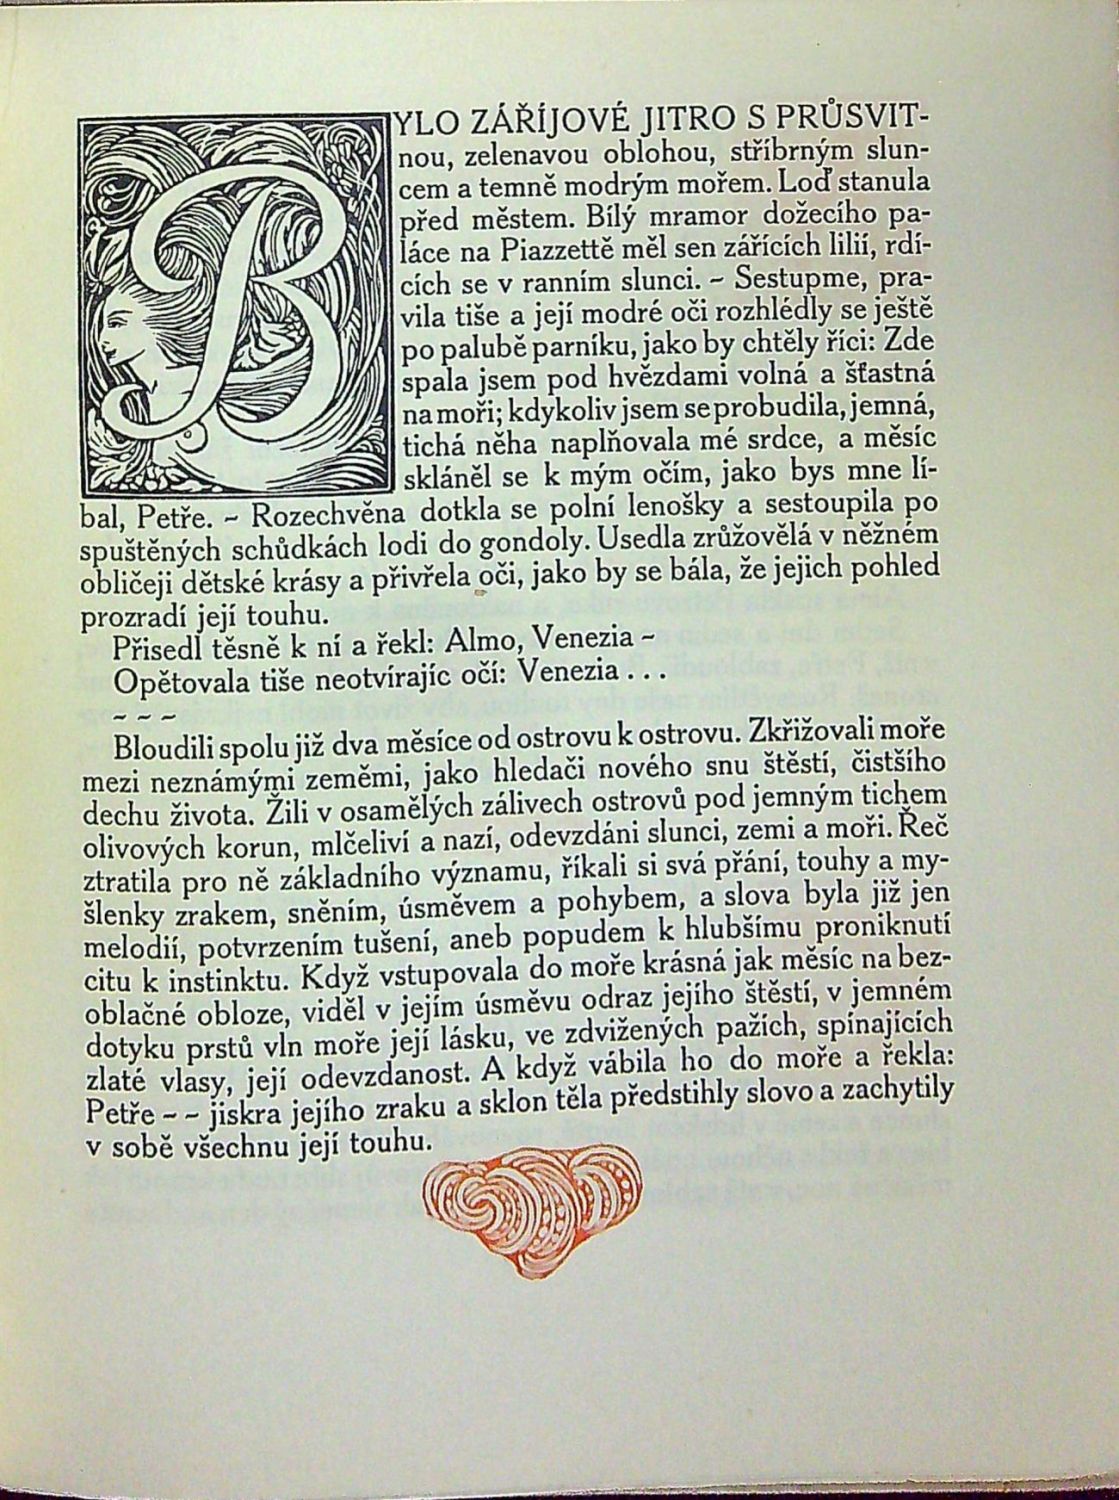 BYLO ZÁŘÍJOVÉ JITRO S PRŮSVIT-
nou, zelenavou oblohou, stříbrným slun-
cem a temně modrým mořem. Loď stanula
před městem. Bílý mramor dožecího pa-
láce na Piazzettě měl sen zářících lilií, rdí-
cích se v ranním slunci. ~ Sestupme, pra-
vila tiše a její modré oči rozhlédly se ještě
po palubě parníku, jako by chtěly říci: Zde
spala jsem pod hvězdami volná a šťastná
na moři; kdykoliv jsem se probudila, jemná,
tichá něha naplňovala mé srdce, a měsíc
skláněl se k mým očím, jako bys mne lí-
bal, Petře. ~ Rozechvěna dotkla se polní lenošky a sestoupila po
spuštěných schůdkách lodi do gondoly. Usedla zrůžovělá v něžném
obličeji dětské krásy a přivřela oči, jako by se bála, že jejich pohled
prozradí její touhu.
Přisedl těsně k ní a řekl: Almo, Venezia ~
Opětovala tiše neotvírajíc očí: Venezia . . .
~ ~ ~
Bloudili spolu již dva měsíce od ostrovu k ostrovu. Zkřižovali moře
mezi neznámými zeměmi, jako hledači nového snu štěstí, čistšího
dechu života. Žili v osamělých zálivech ostrovů pod jemným tichem
olivových korun, mlčeliví a nazí, odevzdáni slunci, zemi a moři. Řeč
ztratila pro ně základního významu, říkali si svá přání, touhy a my-
šlenky zrakem, sněním, úsměvem a pohybem, a slova byla již jen
melodií, potvrzením tušení, aneb popudem k hlubšímu proniknutí
citu k instinktu. Když vstupovala do moře krásná jak měsíc na bez-
oblačné obloze, viděl v jejím úsměvu odraz jejího štěstí, v jemném
dotyku prstů vln moře její lásku, ve zdvižených pažích, spínajících
zlaté vlasy, její odevzdanost. A když vábila ho do moře a řekla:
Petře ~ ~ jiskra jejího zraku a sklon těla předstihly slovo a zachytily
v sobě všechnu její touhu.